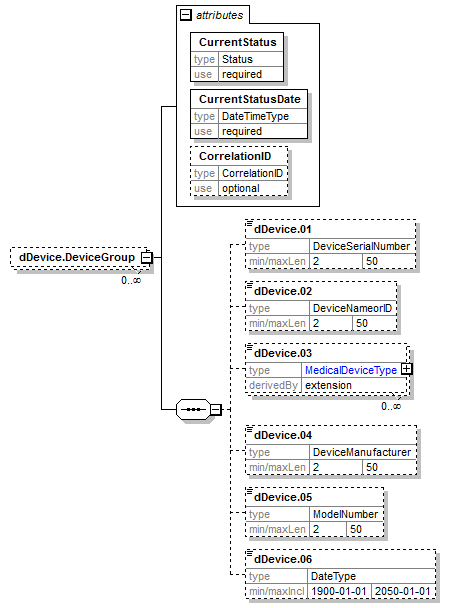 attributes
CurrentStatus
type Status
use required
CurrentStatusDate
type DateTimeType
use required
CorrelationID
type CorrelationID
use optional
dDevice.DeviceGroup
0..∞
dDevice.01
type DeviceSerialNumber
min/maxLen 2 50
dDevice.02
type DeviceNameorID
min/maxLen 2 50
dDevice.03
type MedicalDeviceType
derivedBy extension
0..∞
dDevice.04
type DeviceManufacturer
min/maxLen 2 50
dDevice.05
type ModelNumber
min/maxLen 2 50
dDevice.06
type DateType
min/maxIncl 1900-01-01 2050-01-01